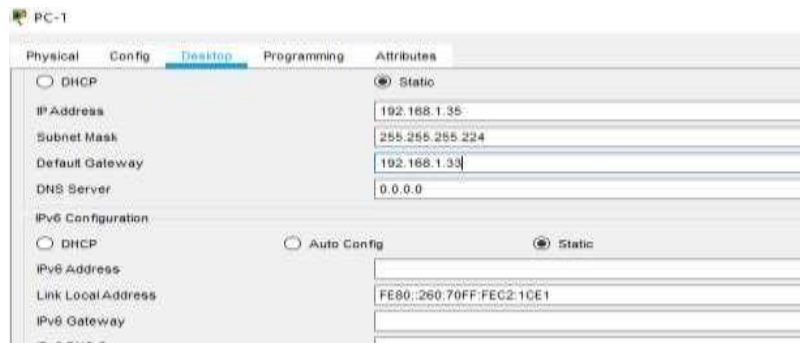 PC-1
Physical Config Desktop Programming Attributes
DHCP Static
IP Address 192.168.1.35
Subnet Mask 255.255.255.224
Default Gateway 192.168.1.33
DNS Server 0.0.0.0
IPv6 Configuration
DHCP Auto Config Static
IPv6 Address
Link Local Address FE80::260:70FF:FEC2:1CE1
IPv6 Gateway